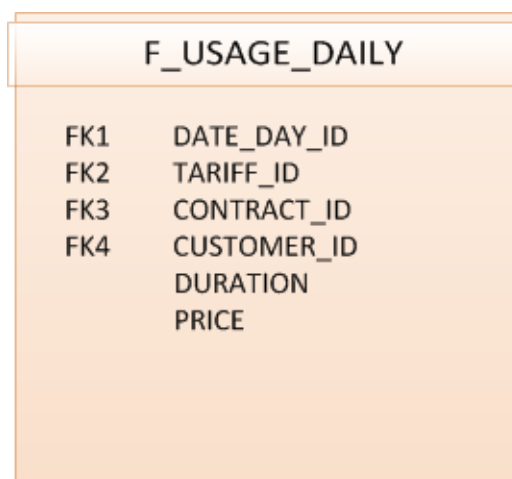 F_USAGE_DAILY
FK1 DATE_DAY_ID
FK2 TARIFF_ID
FK3 CONTRACT_ID
FK4 CUSTOMER_ID
DURATION
PRICE